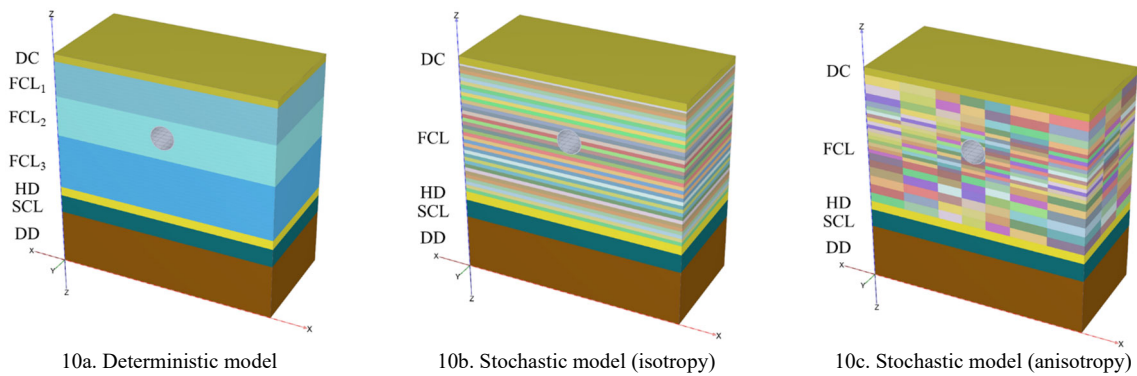 Z
DC
FCL₁
FCL₂
FCL₃
HD
SCL
DD
X
Y
Z
X
10a. Deterministic model
Z
DC
FCL
HD
SCL
DD
X
Y
Z
X
10b. Stochastic model (isotropy)
Z
DC
FCL
HD
SCL
DD
X
Y
Z
X
10c. Stochastic model (anisotropy)